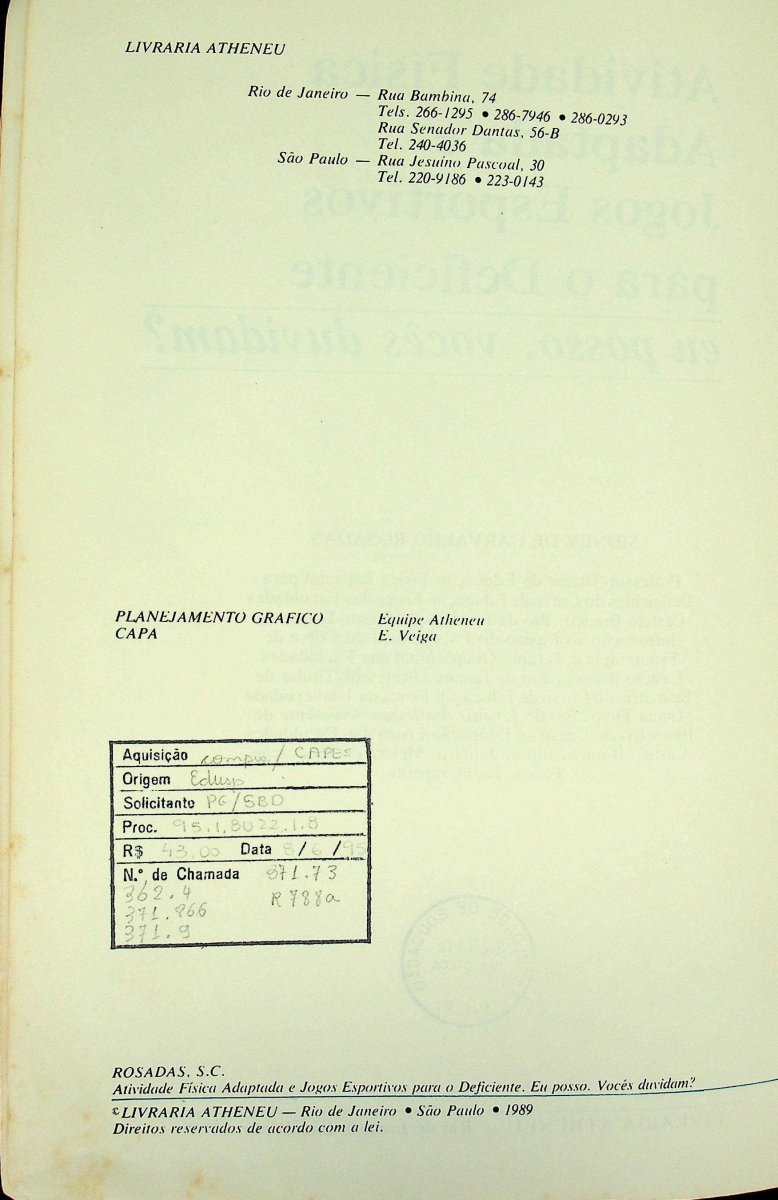 LIVRARIA ATHENEU
Rio de Janeiro — Rua Bambina, 74
Tels. 266-1295 • 286-7946 • 286-0293
Rua Senador Dantas, 56-B
Tel. 240-4036
São Paulo — Rua Jesuíno Pascoal, 30
Tel. 220-9186 • 223-0143
PLANEJAMENTO GRAFICO Equipe Atheneu
CAPA E. Veiga
Aquisição compra/ CAPES
Origem Edusp
Solicitante PG/SBD
Proc. 95.1.8022.1.8
R$ 43,00 Data 8/6/95
N.º de Chamada 371.73
362.4 R788a
371.966
371.9
ROSADAS, S.C.
Atividade Física Adaptada e Jogos Esportivos para o Deficiente. Eu posso. Vocês duvidam?
© LIVRARIA ATHENEU — Rio de Janeiro • São Paulo • 1989
Direitos reservados de acordo com a lei.